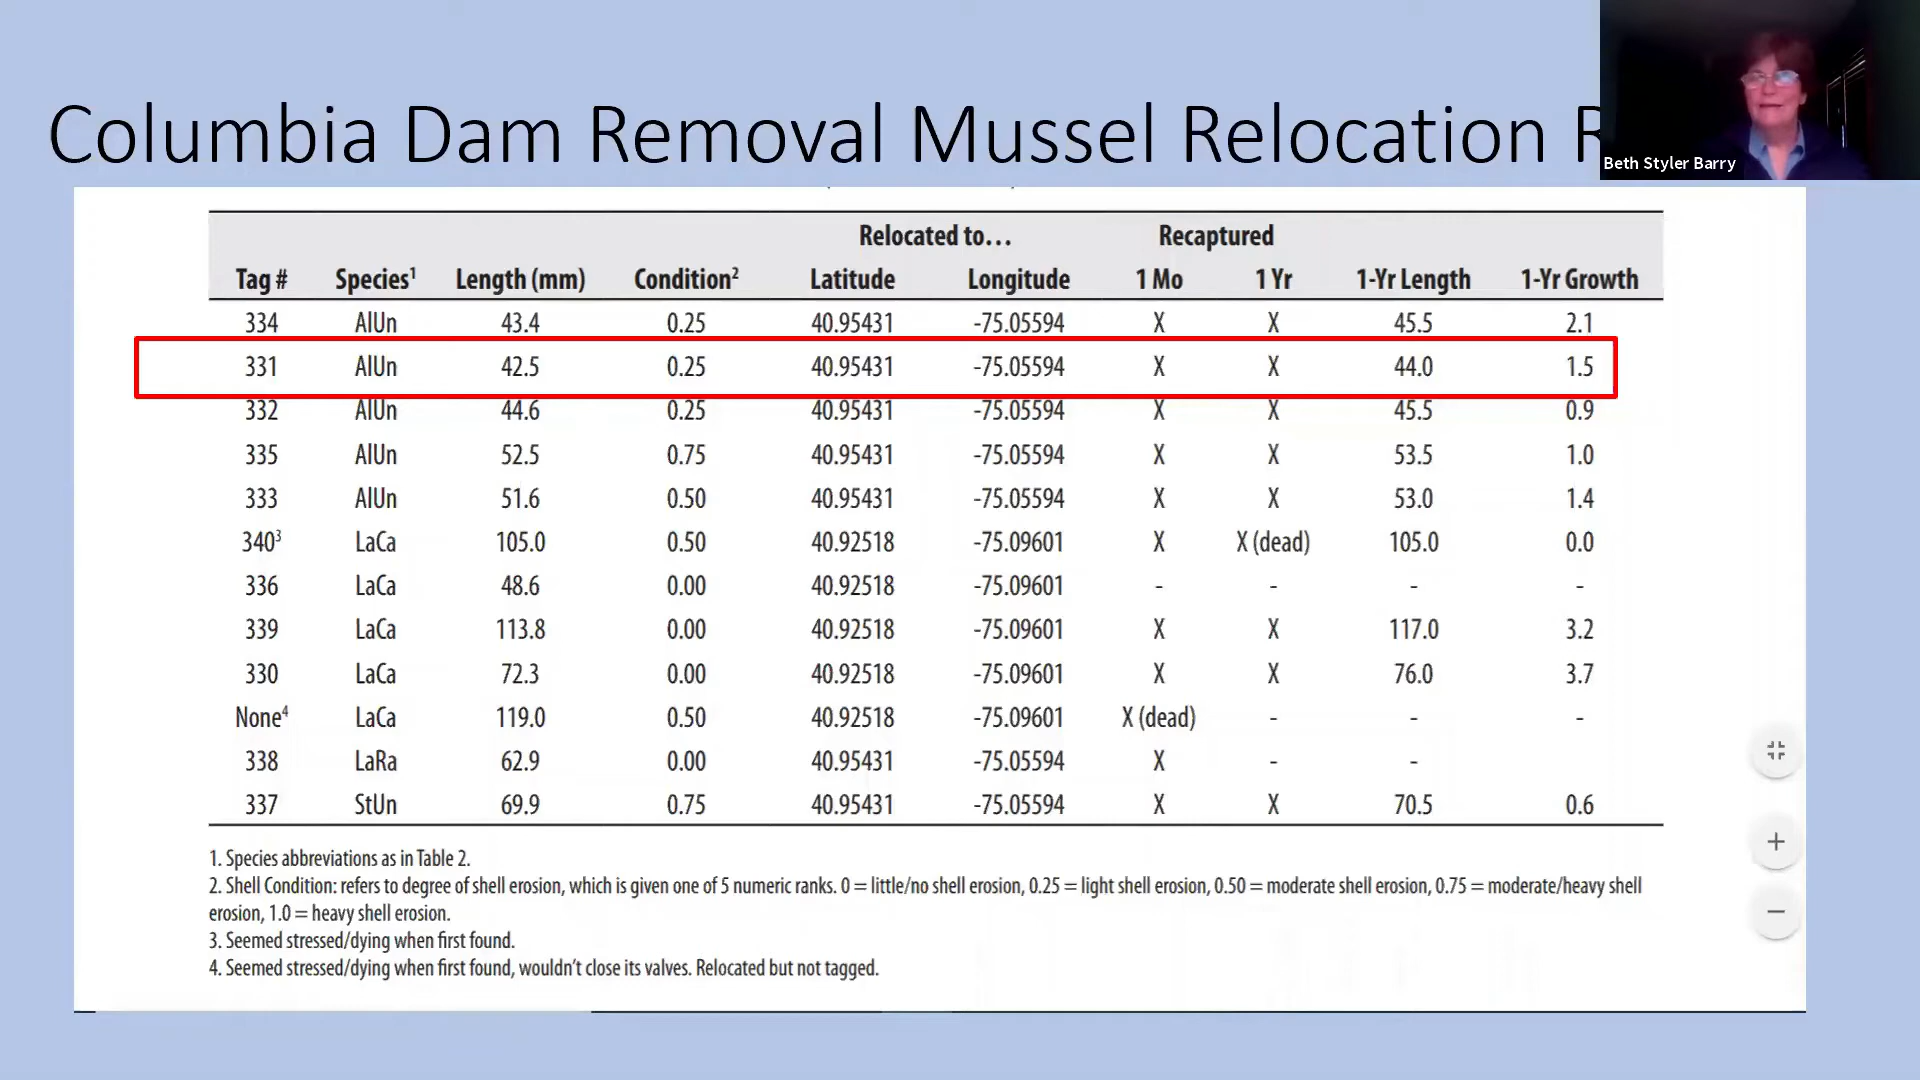 Columbia Dam Removal Mussel Relocation
Beth Styler Barry
Relocated to… Recaptured
Tag # Species¹ Length (mm) Condition² Latitude Longitude 1 Mo 1 Yr 1-Yr Length 1-Yr Growth
334 AlUn 43.4 0.25 40.95431 -75.05594 X X 45.5 2.1
331 AlUn 42.5 0.25 40.95431 -75.05594 X X 44.0 1.5
332 AlUn 44.6 0.25 40.95431 -75.05594 X X 45.5 0.9
335 AlUn 52.5 0.75 40.95431 -75.05594 X X 53.5 1.0
333 AlUn 51.6 0.50 40.95431 -75.05594 X X 53.0 1.4
340³ LaCa 105.0 0.50 40.92518 -75.09601 X X (dead) 105.0 0.0
336 LaCa 48.6 0.00 40.92518 -75.09601 - - - -
339 LaCa 113.8 0.00 40.92518 -75.09601 X X 117.0 3.2
330 LaCa 72.3 0.00 40.92518 -75.09601 X X 76.0 3.7
None⁴ LaCa 119.0 0.50 40.92518 -75.09601 X (dead) - - -
338 LaRa 62.9 0.00 40.95431 -75.05594 X - -
337 StUn 69.9 0.75 40.95431 -75.05594 X X 70.5 0.6
1. Species abbreviations as in Table 2.
2. Shell Condition: refers to degree of shell erosion, which is given one of 5 numeric ranks. 0 = little/no shell erosion, 0.25 = light shell erosion, 0.50 = moderate shell erosion, 0.75 = moderate/heavy shell
erosion, 1.0 = heavy shell erosion.
3. Seemed stressed/dying when first found.
4. Seemed stressed/dying when first found, wouldn't close its valves. Relocated but not tagged.